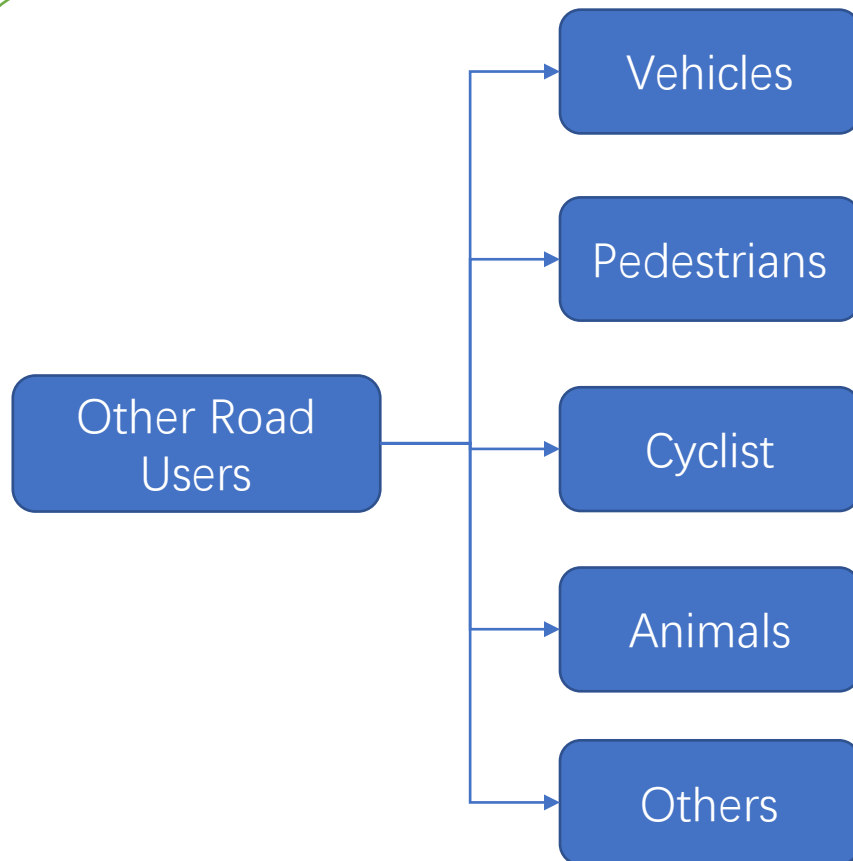 Vehicles
Pedestrians
Other Road
Users
Cyclist
Animals
Others